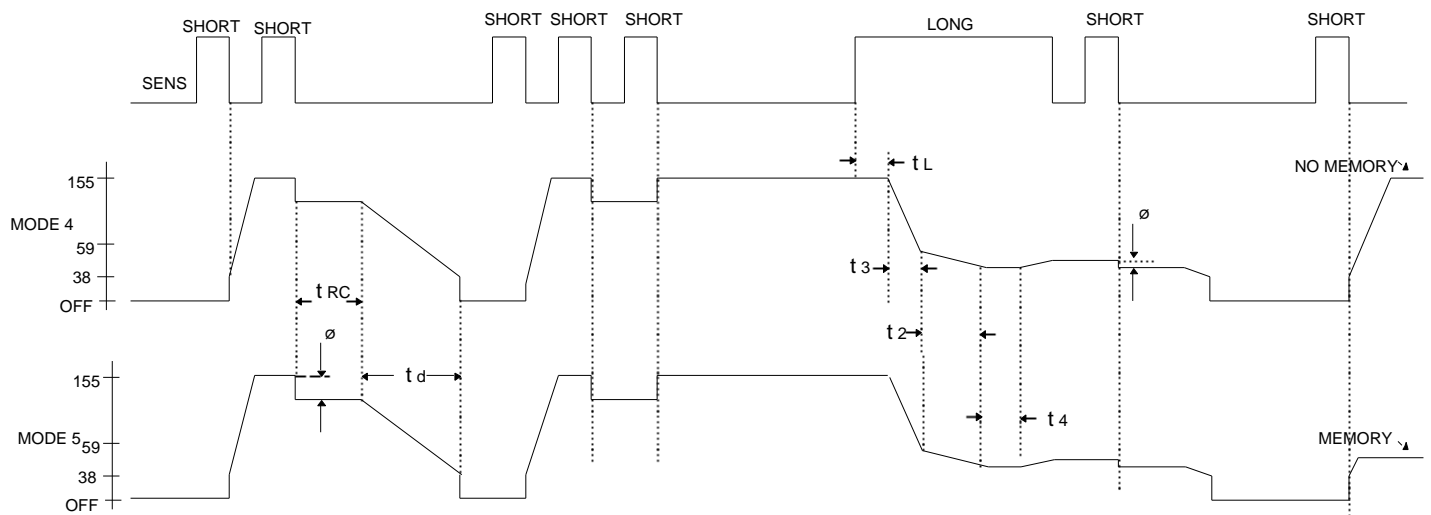 SHORT SHORT SHORT SHORT SHORT LONG SHORT SHORT
SENS
t L
NO MEMORY
155
MODE 4
59
38
OFF
ø
t 3
t RC
t 2
ø
t d
155
t 4
MODE 5
59
MEMORY
38
OFF